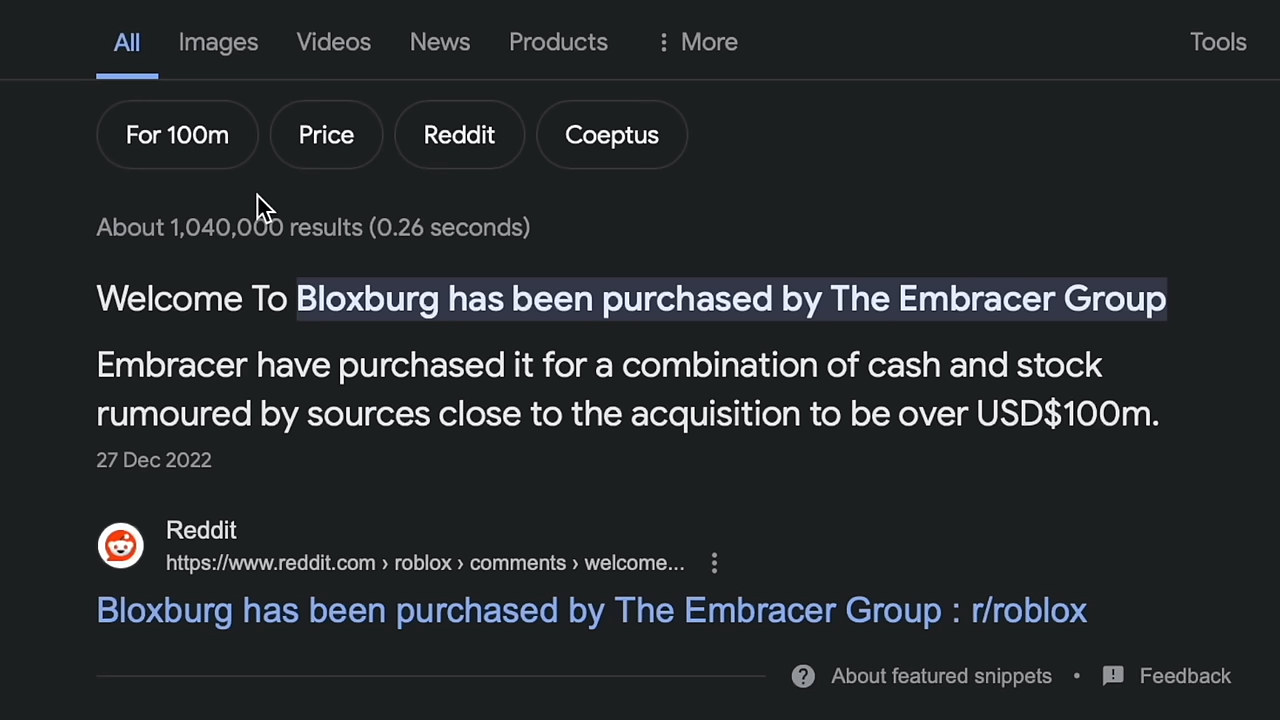 All Images Videos News Products More Tools
For 100m Price Reddit Coeptus
About 1,040,000 results (0.26 seconds)
Welcome To Bloxburg has been purchased by The Embracer Group
Embracer have purchased it for a combination of cash and stock
rumoured by sources close to the acquisition to be over USD$100m.
27 Dec 2022
Reddit
https://www.reddit.com › roblox › comments › welcome...
Bloxburg has been purchased by The Embracer Group : r/roblox
About featured snippets • Feedback